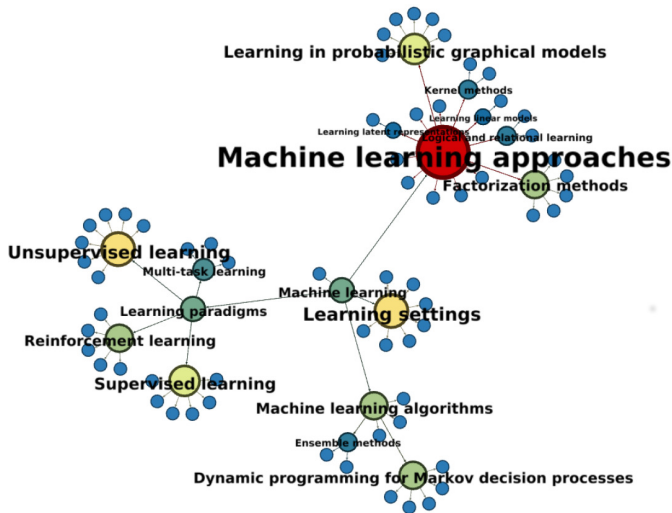 Learning in probabilistic graphical models
Kernel methods
Learning linear models
Learning latent representations
Logical and relational learning
Machine learning approaches
Factorization methods
Unsupervised learning
Multi-task learning
Machine learning
Learning paradigms
Learning settings
Reinforcement learning
Supervised learning
Machine learning algorithms
Ensemble methods
Dynamic programming for Markov decision processes